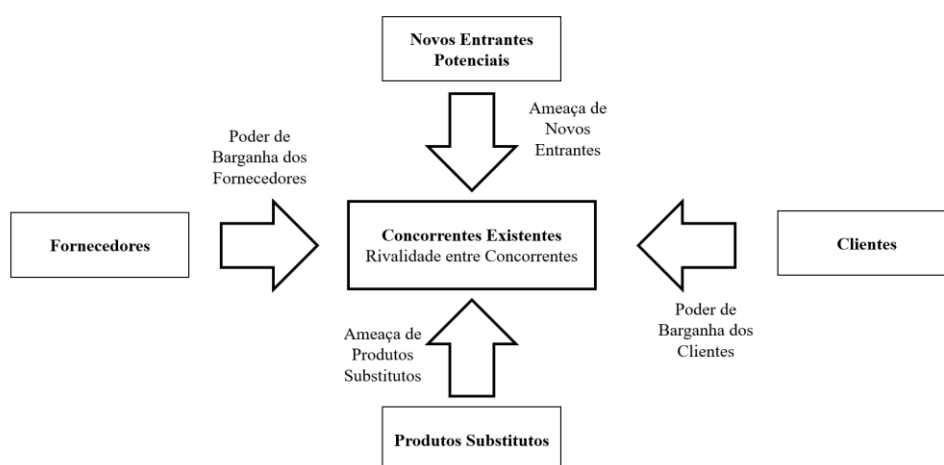 Novos Entrantes
Potenciais
Ameaça de
Novos
Entrantes
Poder de
Barganha dos
Fornecedores
Fornecedores
Concorrentes Existentes
Rivalidade entre Concorrentes
Clientes
Poder de
Barganha dos
Clientes
Ameaça de
Produtos
Substitutos
Produtos Substitutos